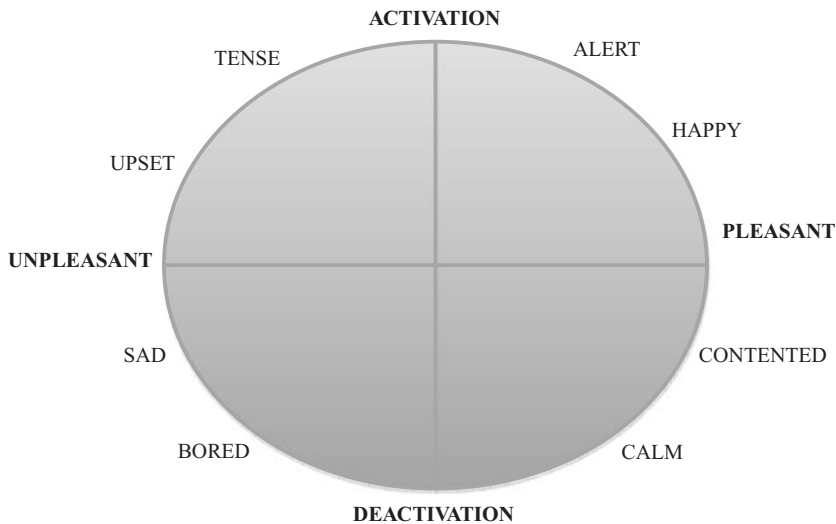 ACTIVATION
TENSE
ALERT
HAPPY
UPSET
PLEASANT
UNPLEASANT
SAD
CONTENTED
BORED
CALM
DEACTIVATION